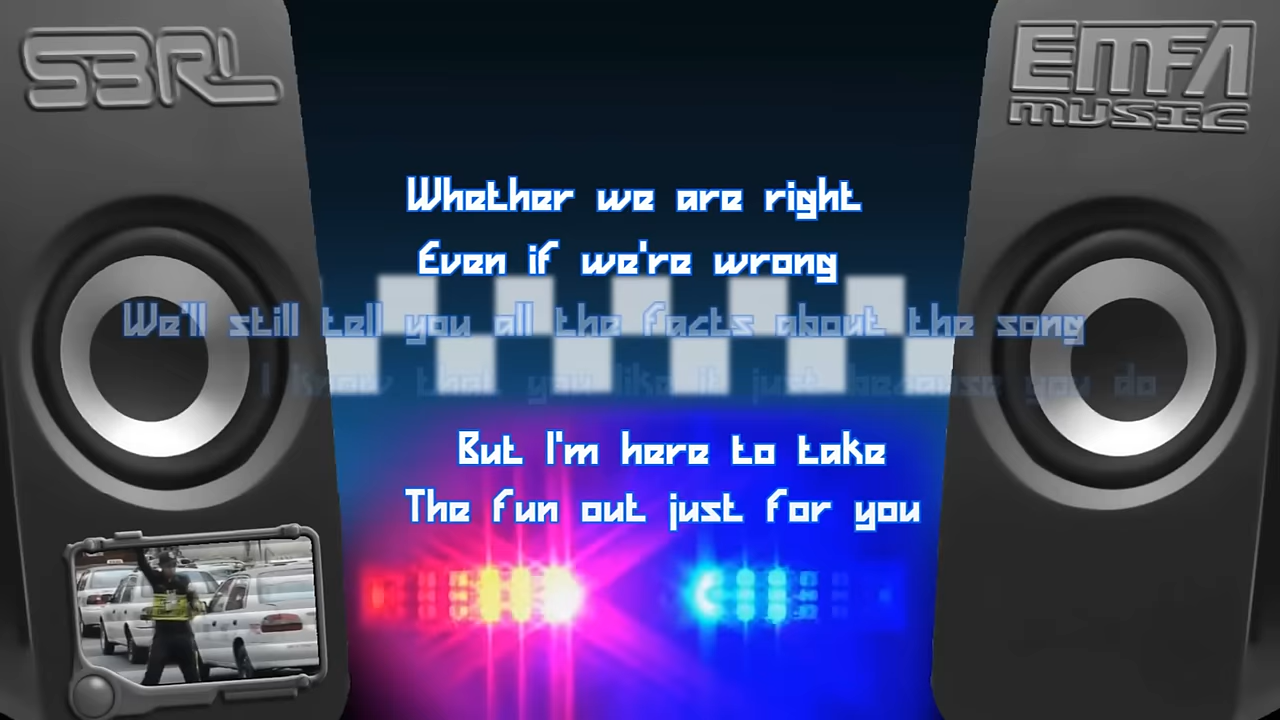 S3RL
EMFA
MUSIC
Whether we are right
Even if we're wrong
We'll still tell you all the facts about the song
I know that you like it just because you do
But I'm here to take
The fun out just for you